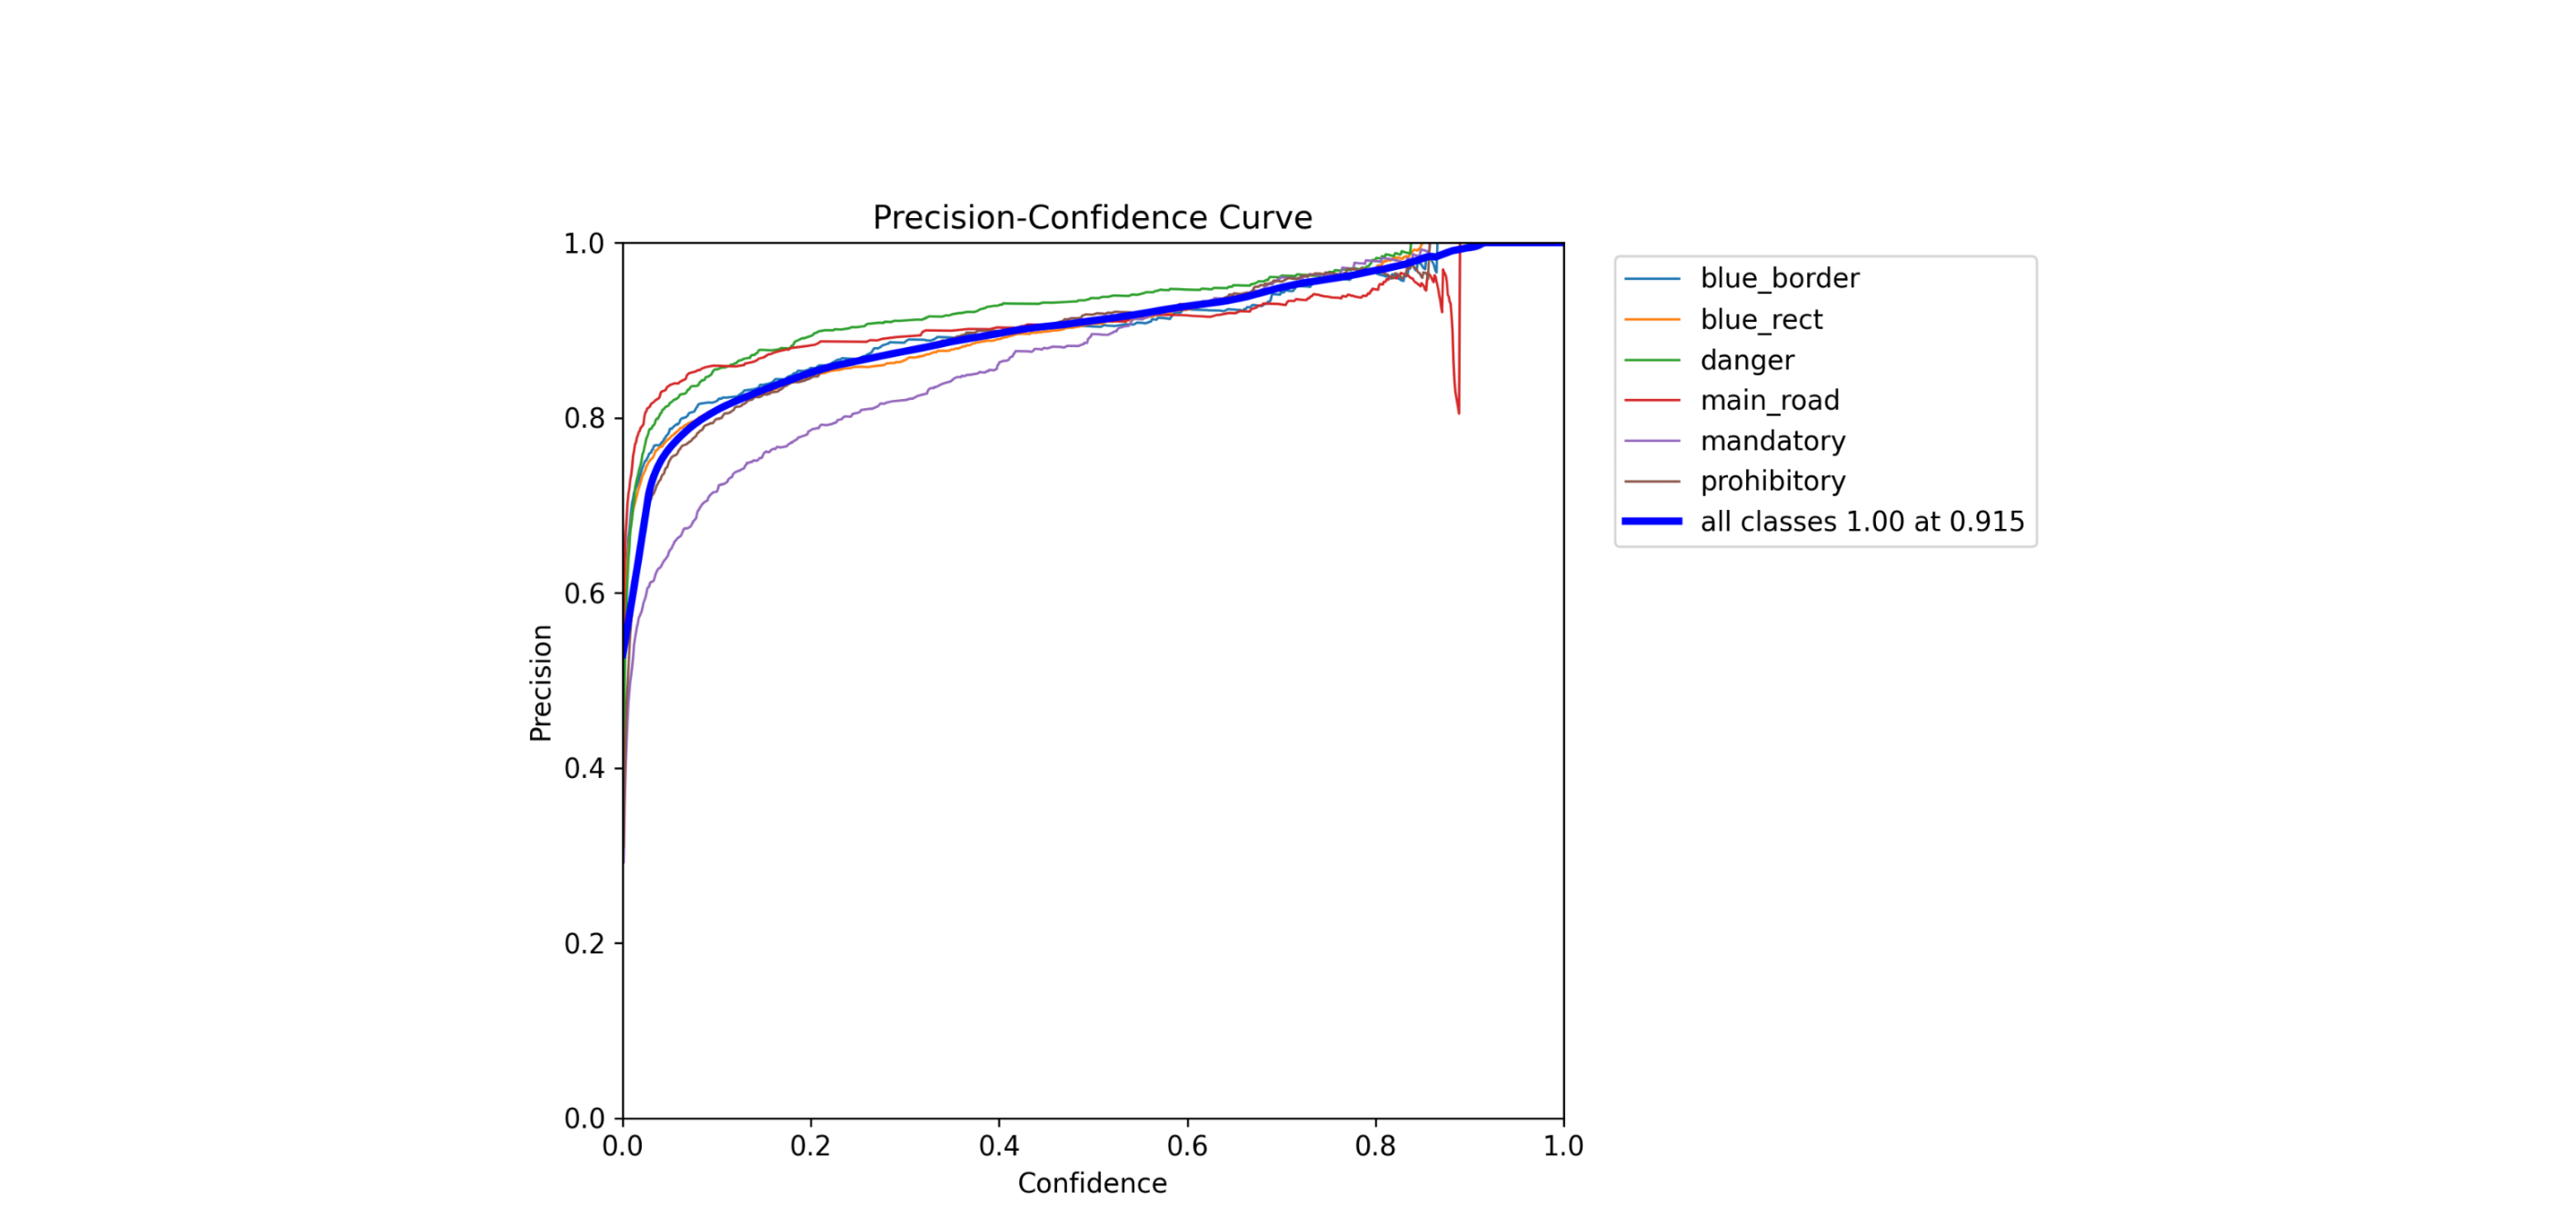 Precision-Confidence Curve
1.0
0.8
0.6
0.4
0.2
0.0
Precision
0.0 0.2 0.4 0.6 0.8 1.0
Confidence
blue_border
blue_rect
danger
main_road
mandatory
prohibitory
all classes 1.00 at 0.915